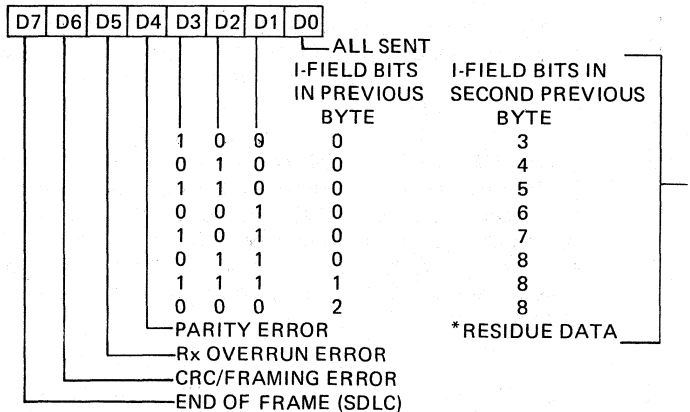 D7 D6 D5 D4 D3 D2 D1 D0
ALL SENT
I-FIELD BITS IN PREVIOUS BYTE
I-FIELD BITS IN SECOND PREVIOUS BYTE
1 0 0 0 3
0 1 0 0 4
1 1 0 0 5
0 0 1 0 6
1 0 1 0 7
0 1 1 0 8
1 1 1 1 8
0 0 0 2 8
PARITY ERROR
*RESIDUE DATA
Rx OVERRUN ERROR
CRC/FRAMING ERROR
END OF FRAME (SDLC)